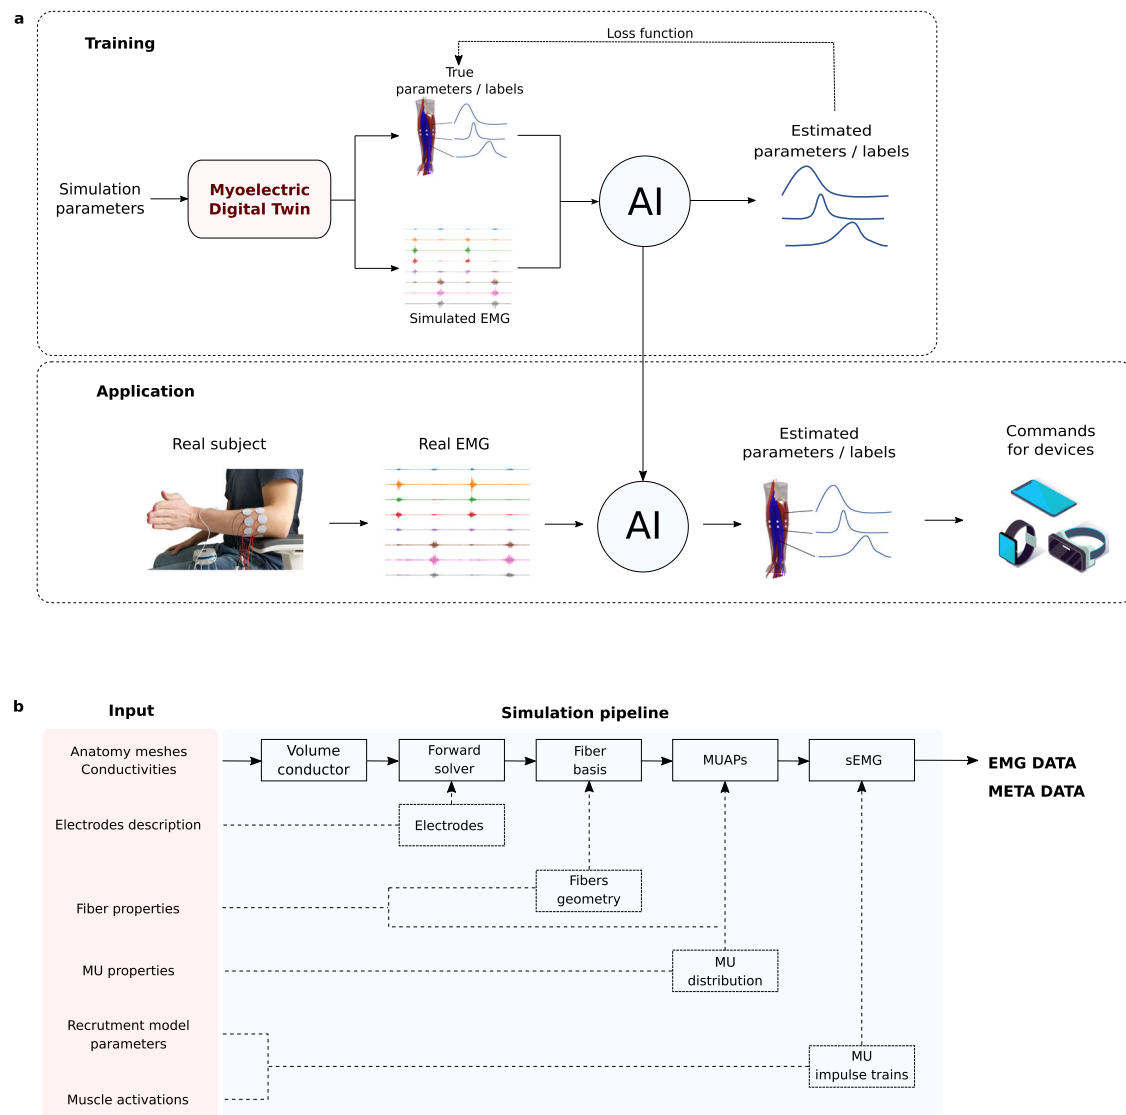 a
Training
Loss function
True
parameters / labels
Estimated
parameters / labels
Simulation
parameters
Myoelectric
Digital Twin
AI
Simulated EMG
Application
Real subject
Real EMG
AI
Estimated
parameters / labels
Commands
for devices
b
Input
Simulation pipeline
Anatomy meshes
Conductivities
Volume
conductor
Forward
solver
Fiber
basis
MUAPs
sEMG
EMG DATA
META DATA
Electrodes description
Electrodes
Fiber properties
Fibers
geometry
MU properties
MU
distribution
Recrutment model
parameters
MU
impulse trains
Muscle activations